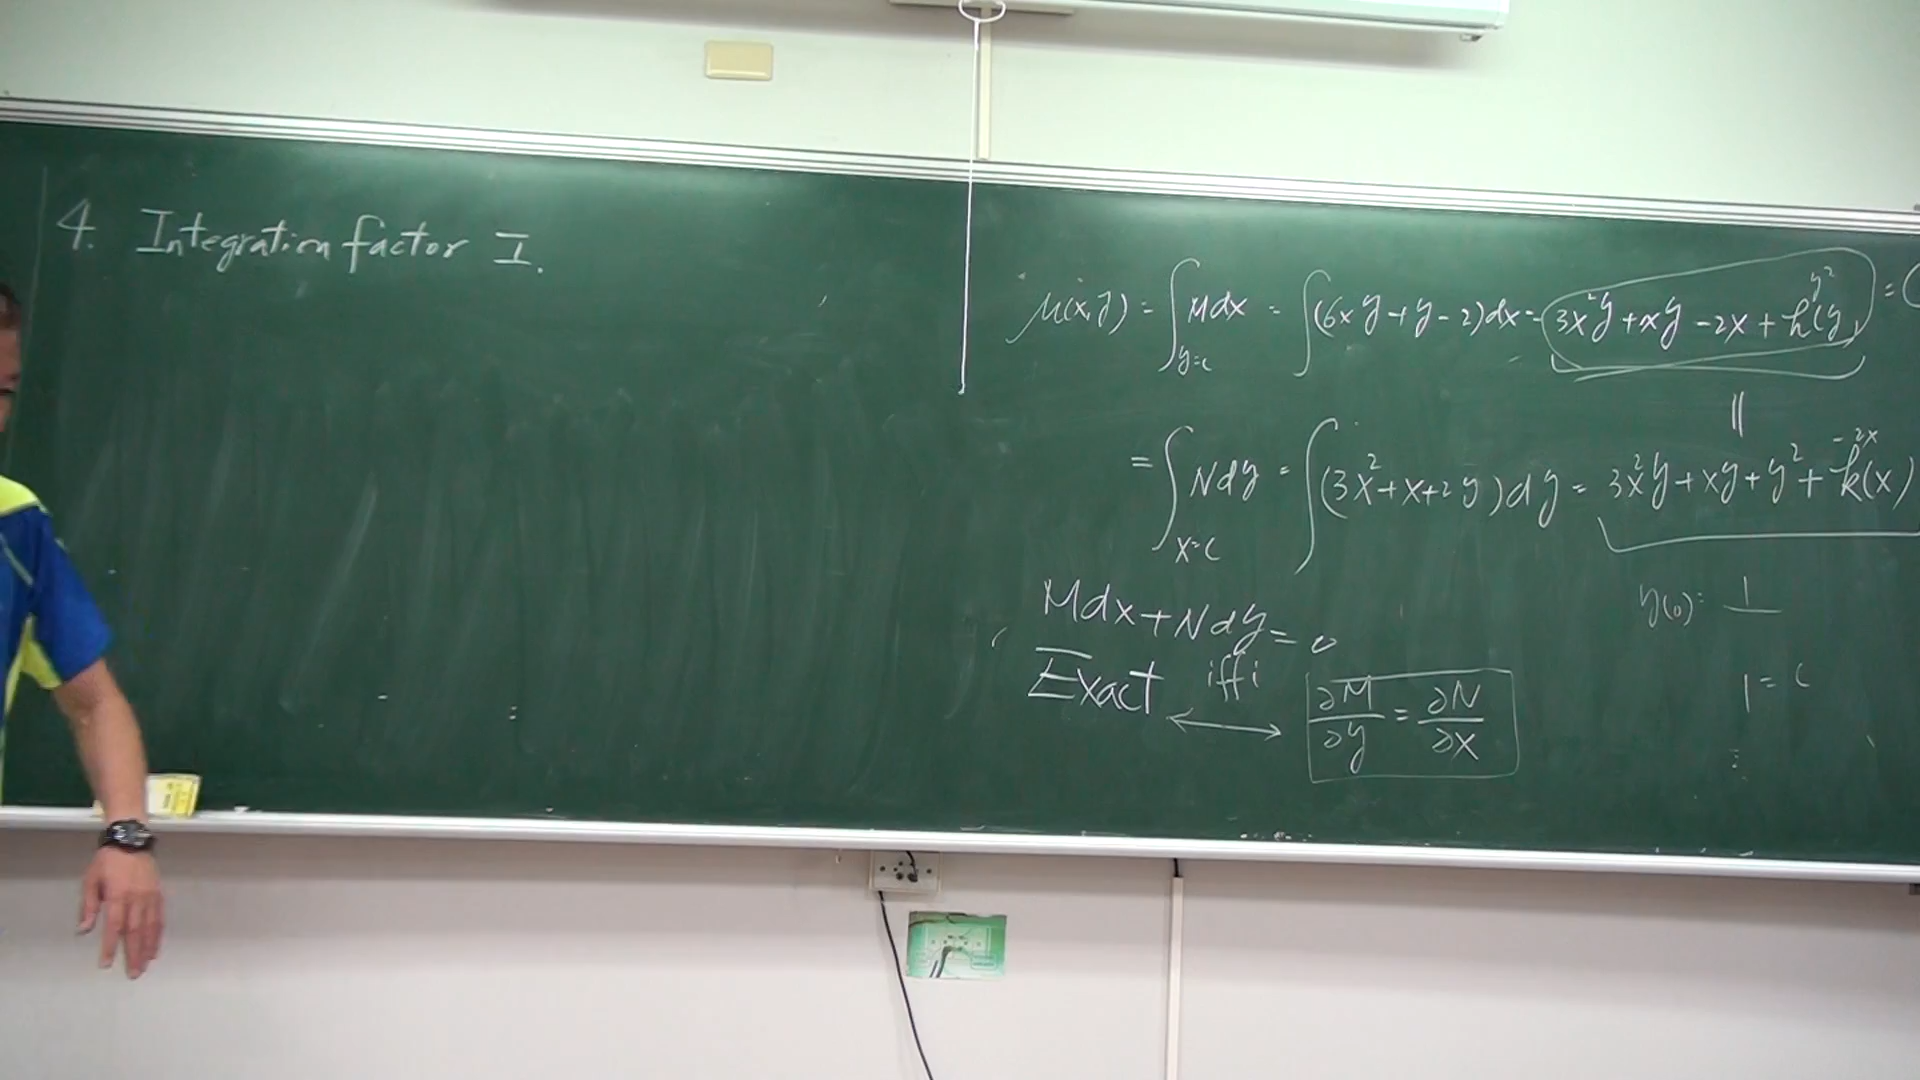 4. Integration factor I.
μ(x,y) = ∫_{y=c} Mdx = ∫(6xy+y-2)dx = 3x²y+xy-2x+h(y) = C
y²
||
= ∫_{x=c} Ndy = ∫(3x²+x+2y)dy = 3x²y+xy+y²+k(x)
-2x
Mdx+Ndy=0
y(0)= 1
Exact iffi ∂M/∂y = ∂N/∂x
1 = C